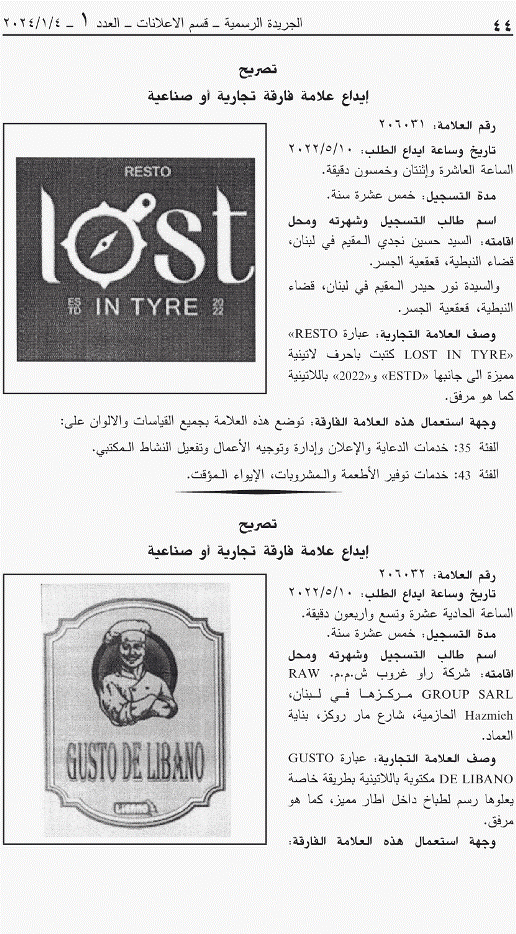 ٤٤
الجريدة الرسمية ــ قسم الاعلانات ــ العدد ١ ــ ٢٠٢٤/١/٤
تصريح
إيداع علامة فارقة تجارية أو صناعية
رقم العلامة: ٢٠٦٠٣١
تاريخ وساعة ايداع الطلب: ٢٠٢٢/٥/١٠
الساعة العاشرة وإثنتان وخمسون دقيقة.
مدة التسجيل: خمس عشرة سنة.
اسم طالب التسجيل وشهرته ومحل
اقامته: السيد حسين نجدي المقيم في لبنان،
قضاء النبطية، قعقعية الجسر.
والسيدة نور حيدر المقيم في لبنان، قضاء
النبطية، قعقعية الجسر.
وصف العلامة التجارية: عبارة «RESTO
LOST IN TYRE» كتبت باحرف لاتينية
مميزة الى جانبها «ESTD» و«2022» باللاتينية
كما هو مرفق.
RESTO
lost
ESTD IN TYRE 2022
وجهة استعمال هذه العلامة الفارقة: توضع هذه العلامة بجميع القياسات والالوان على:
الفئة 35: خدمات الدعاية والإعلان وإدارة وتوجيه الأعمال وتفعيل النشاط المكتبي.
الفئة 43: خدمات توفير الأطعمة والمشروبات، الإيواء المؤقت.
تصريح
إيداع علامة فارقة تجارية أو صناعية
رقم العلامة: ٢٠٦٠٣٢
تاريخ وساعة ايداع الطلب: ٢٠٢٢/٥/١٠
الساعة الحادية عشرة وتسع واربعون دقيقة.
مدة التسجيل: خمس عشرة سنة.
اسم طالب التسجيل وشهرته ومحل
اقامته: شركة راو غروب ش.م.م. RAW
GROUP SARL مركزها في لبنان،
Hazmieh الحازمية، شارع مار روكز، بناية
العماد.
وصف العلامة التجارية: عبارة GUSTO
DE LIBANO مكتوبة باللاتينية بطريقة خاصة
يعلوها رسم لطباخ داخل اطار مميز، كما هو
مرفق.
GUSTO DE LIBANO
وجهة استعمال هذه العلامة الفارقة: